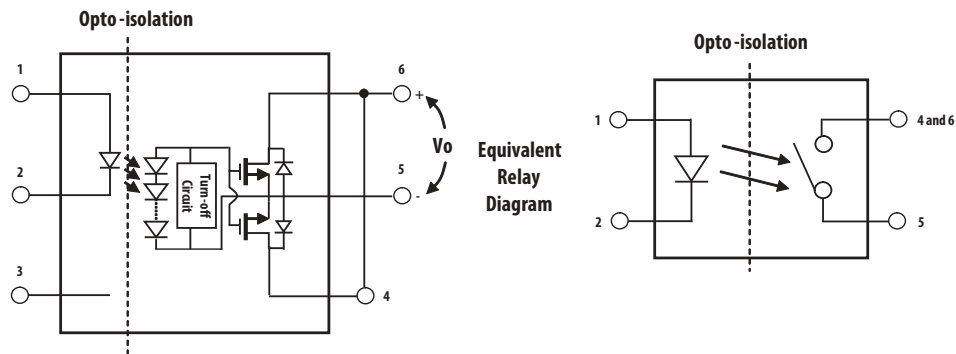 Opto-isolation
1
2
3
Turn-off
Circuit
6
+
Vo
5
-
4
Equivalent
Relay
Diagram
Opto-isolation
1
2
4 and 6
5